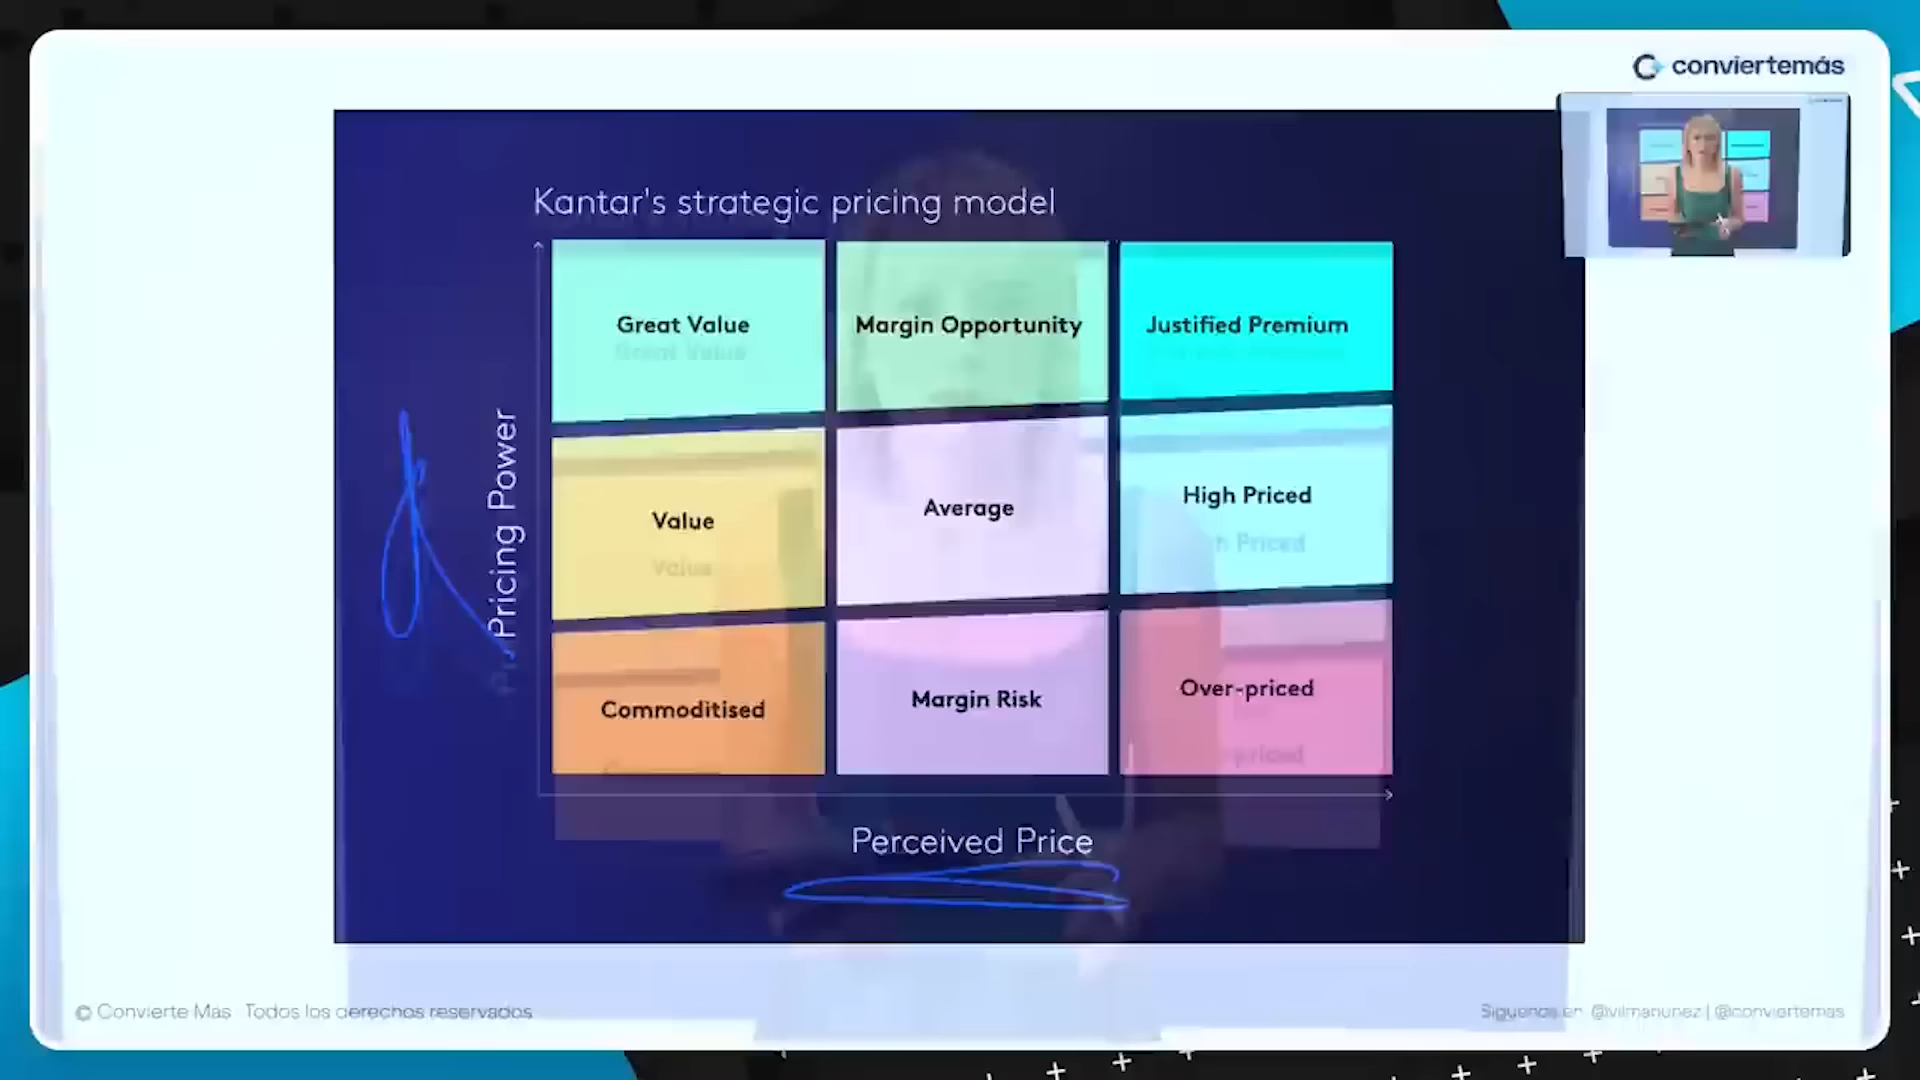 conviertemás
Kantar's strategic pricing model
Great Value
Margin Opportunity
Justified Premium
Pricing Power
Value
Average
High Priced
Commoditised
Margin Risk
Over-priced
Perceived Price
© Convierte Más Todos los derechos reservados
Síguenos en @vilmanunez | @conviertemas